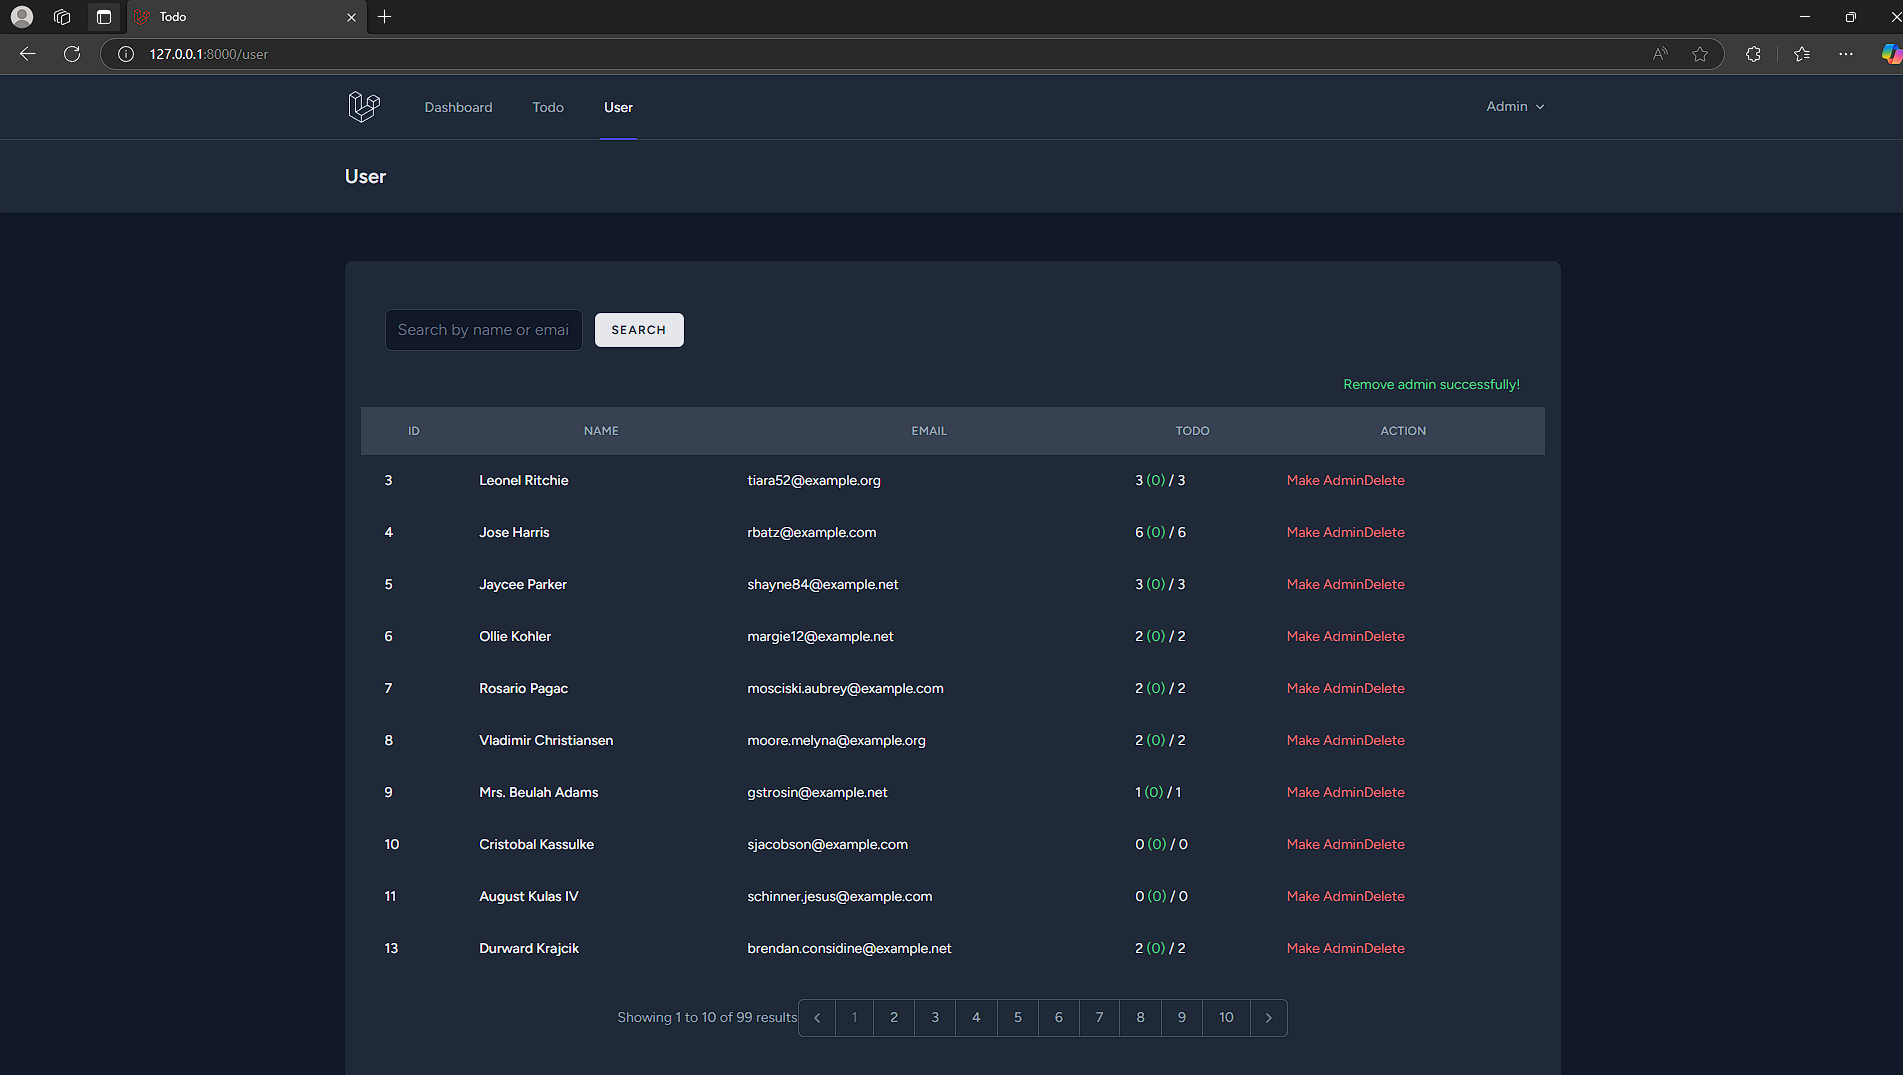 Todo
127.0.0.1:8000/user
Dashboard Todo User Admin
User
Search by name or emai SEARCH
Remove admin successfully!
ID NAME EMAIL TODO ACTION
3 Leonel Ritchie tiara52@example.org 3 (0) / 3 Make AdminDelete
4 Jose Harris rbatz@example.com 6 (0) / 6 Make AdminDelete
5 Jaycee Parker shayne84@example.net 3 (0) / 3 Make AdminDelete
6 Ollie Kohler margie12@example.net 2 (0) / 2 Make AdminDelete
7 Rosario Pagac mosciski.aubrey@example.com 2 (0) / 2 Make AdminDelete
8 Vladimir Christiansen moore.melyna@example.org 2 (0) / 2 Make AdminDelete
9 Mrs. Beulah Adams gstrosin@example.net 1 (0) / 1 Make AdminDelete
10 Cristobal Kassulke sjacobson@example.com 0 (0) / 0 Make AdminDelete
11 August Kulas IV schinner.jesus@example.com 0 (0) / 0 Make AdminDelete
13 Durward Krajcik brendan.considine@example.net 2 (0) / 2 Make AdminDelete
Showing 1 to 10 of 99 results 1 2 3 4 5 6 7 8 9 10